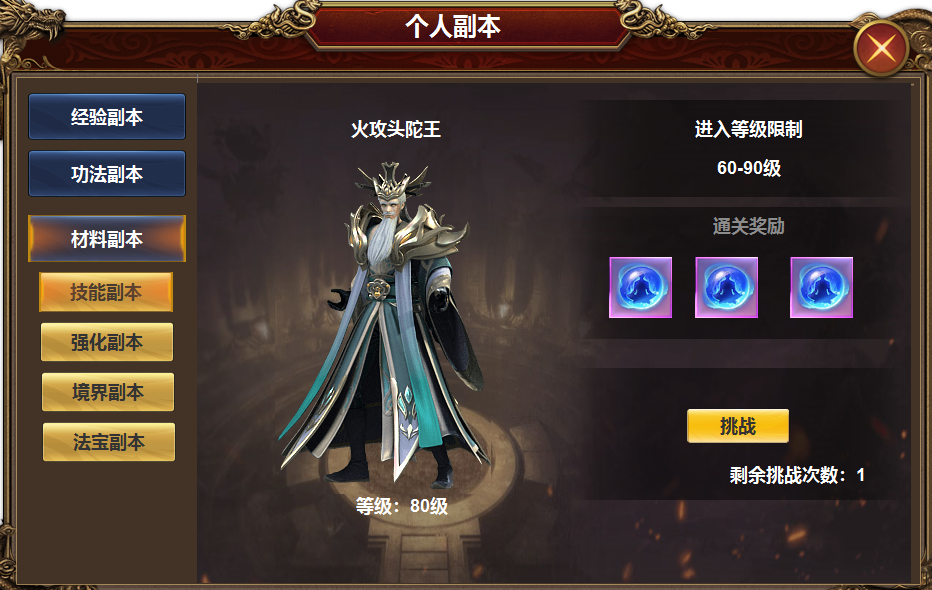 个人副本
经验副本
功法副本
材料副本
技能副本
强化副本
境界副本
法宝副本
火攻头陀王
等级：80级
进入等级限制
60-90级
通关奖励
挑战
剩余挑战次数：1